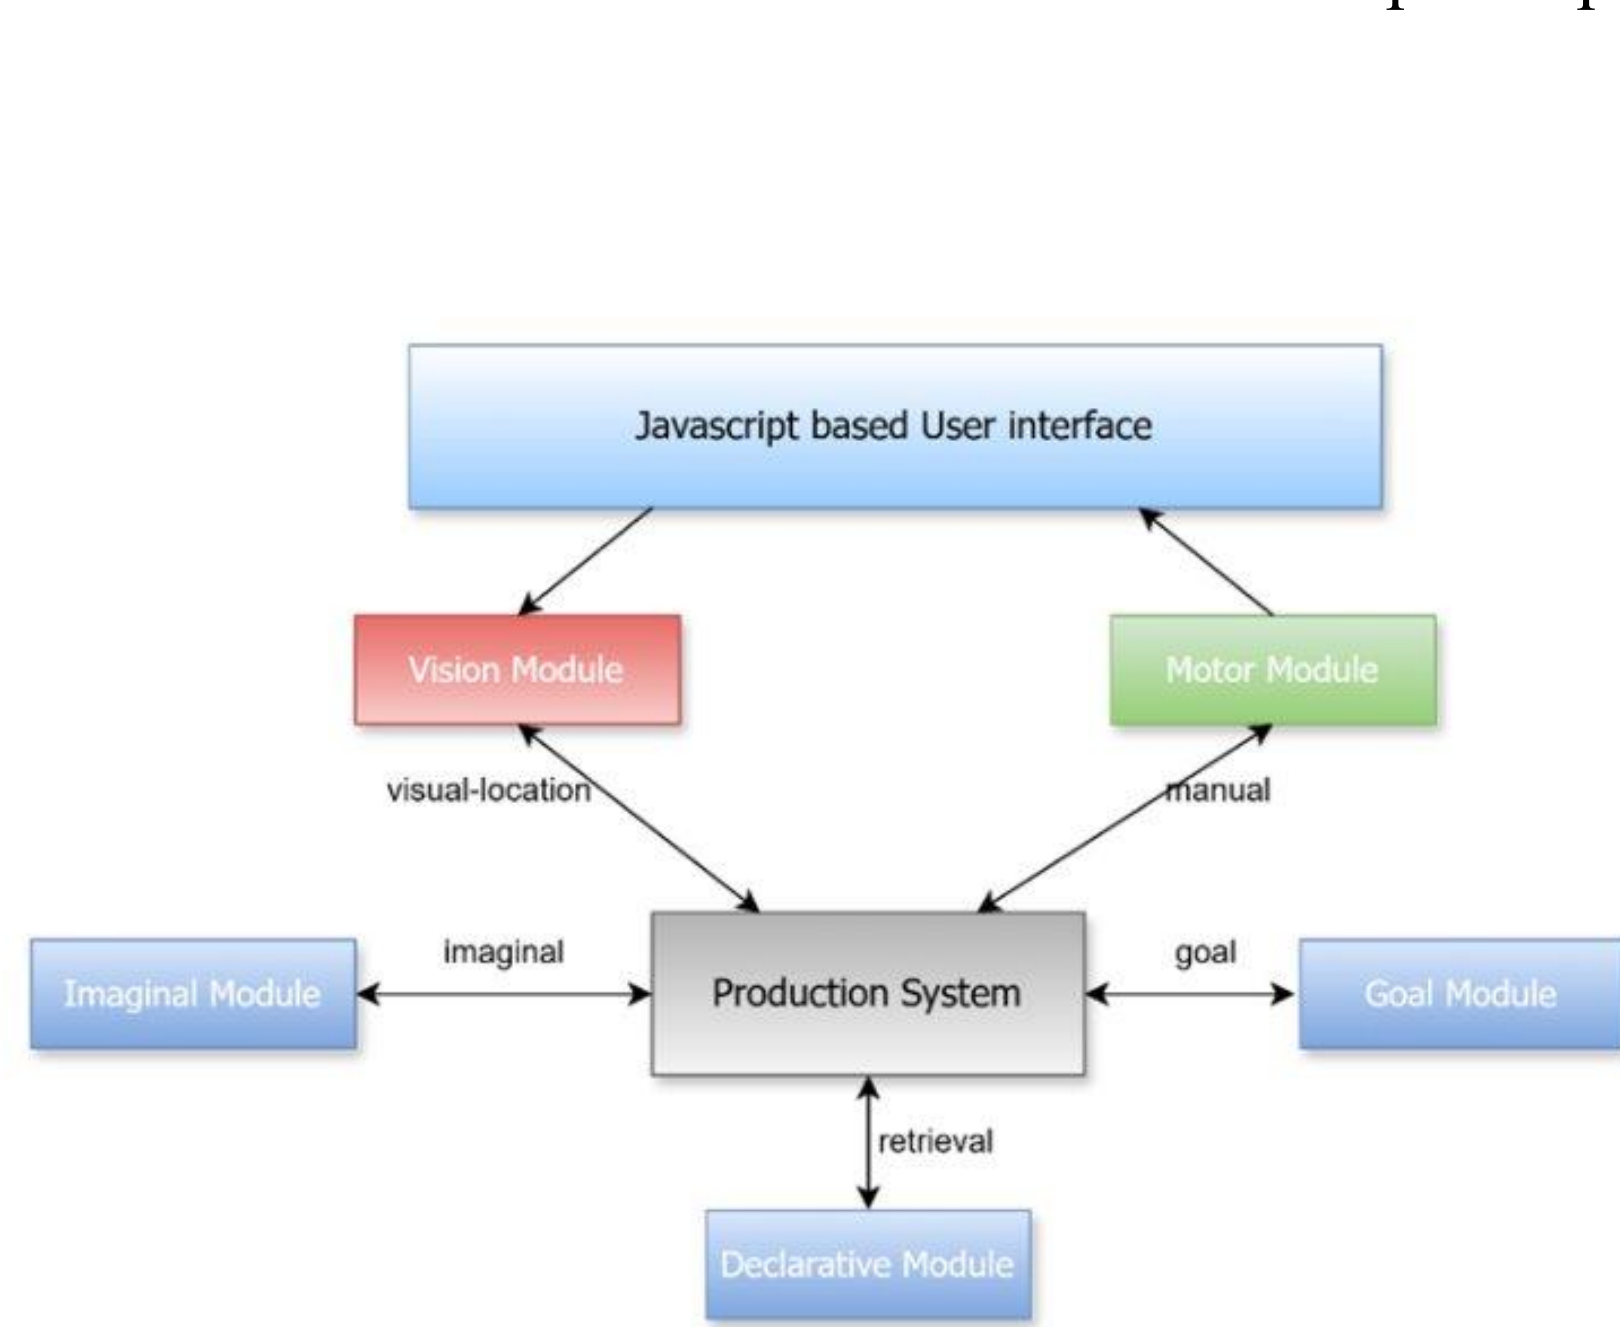 Javascript based User interface
Vision Module
Motor Module
visual-location
manual
imaginal
goal
Imaginal Module
Production System
Goal Module
retrieval
Declarative Module